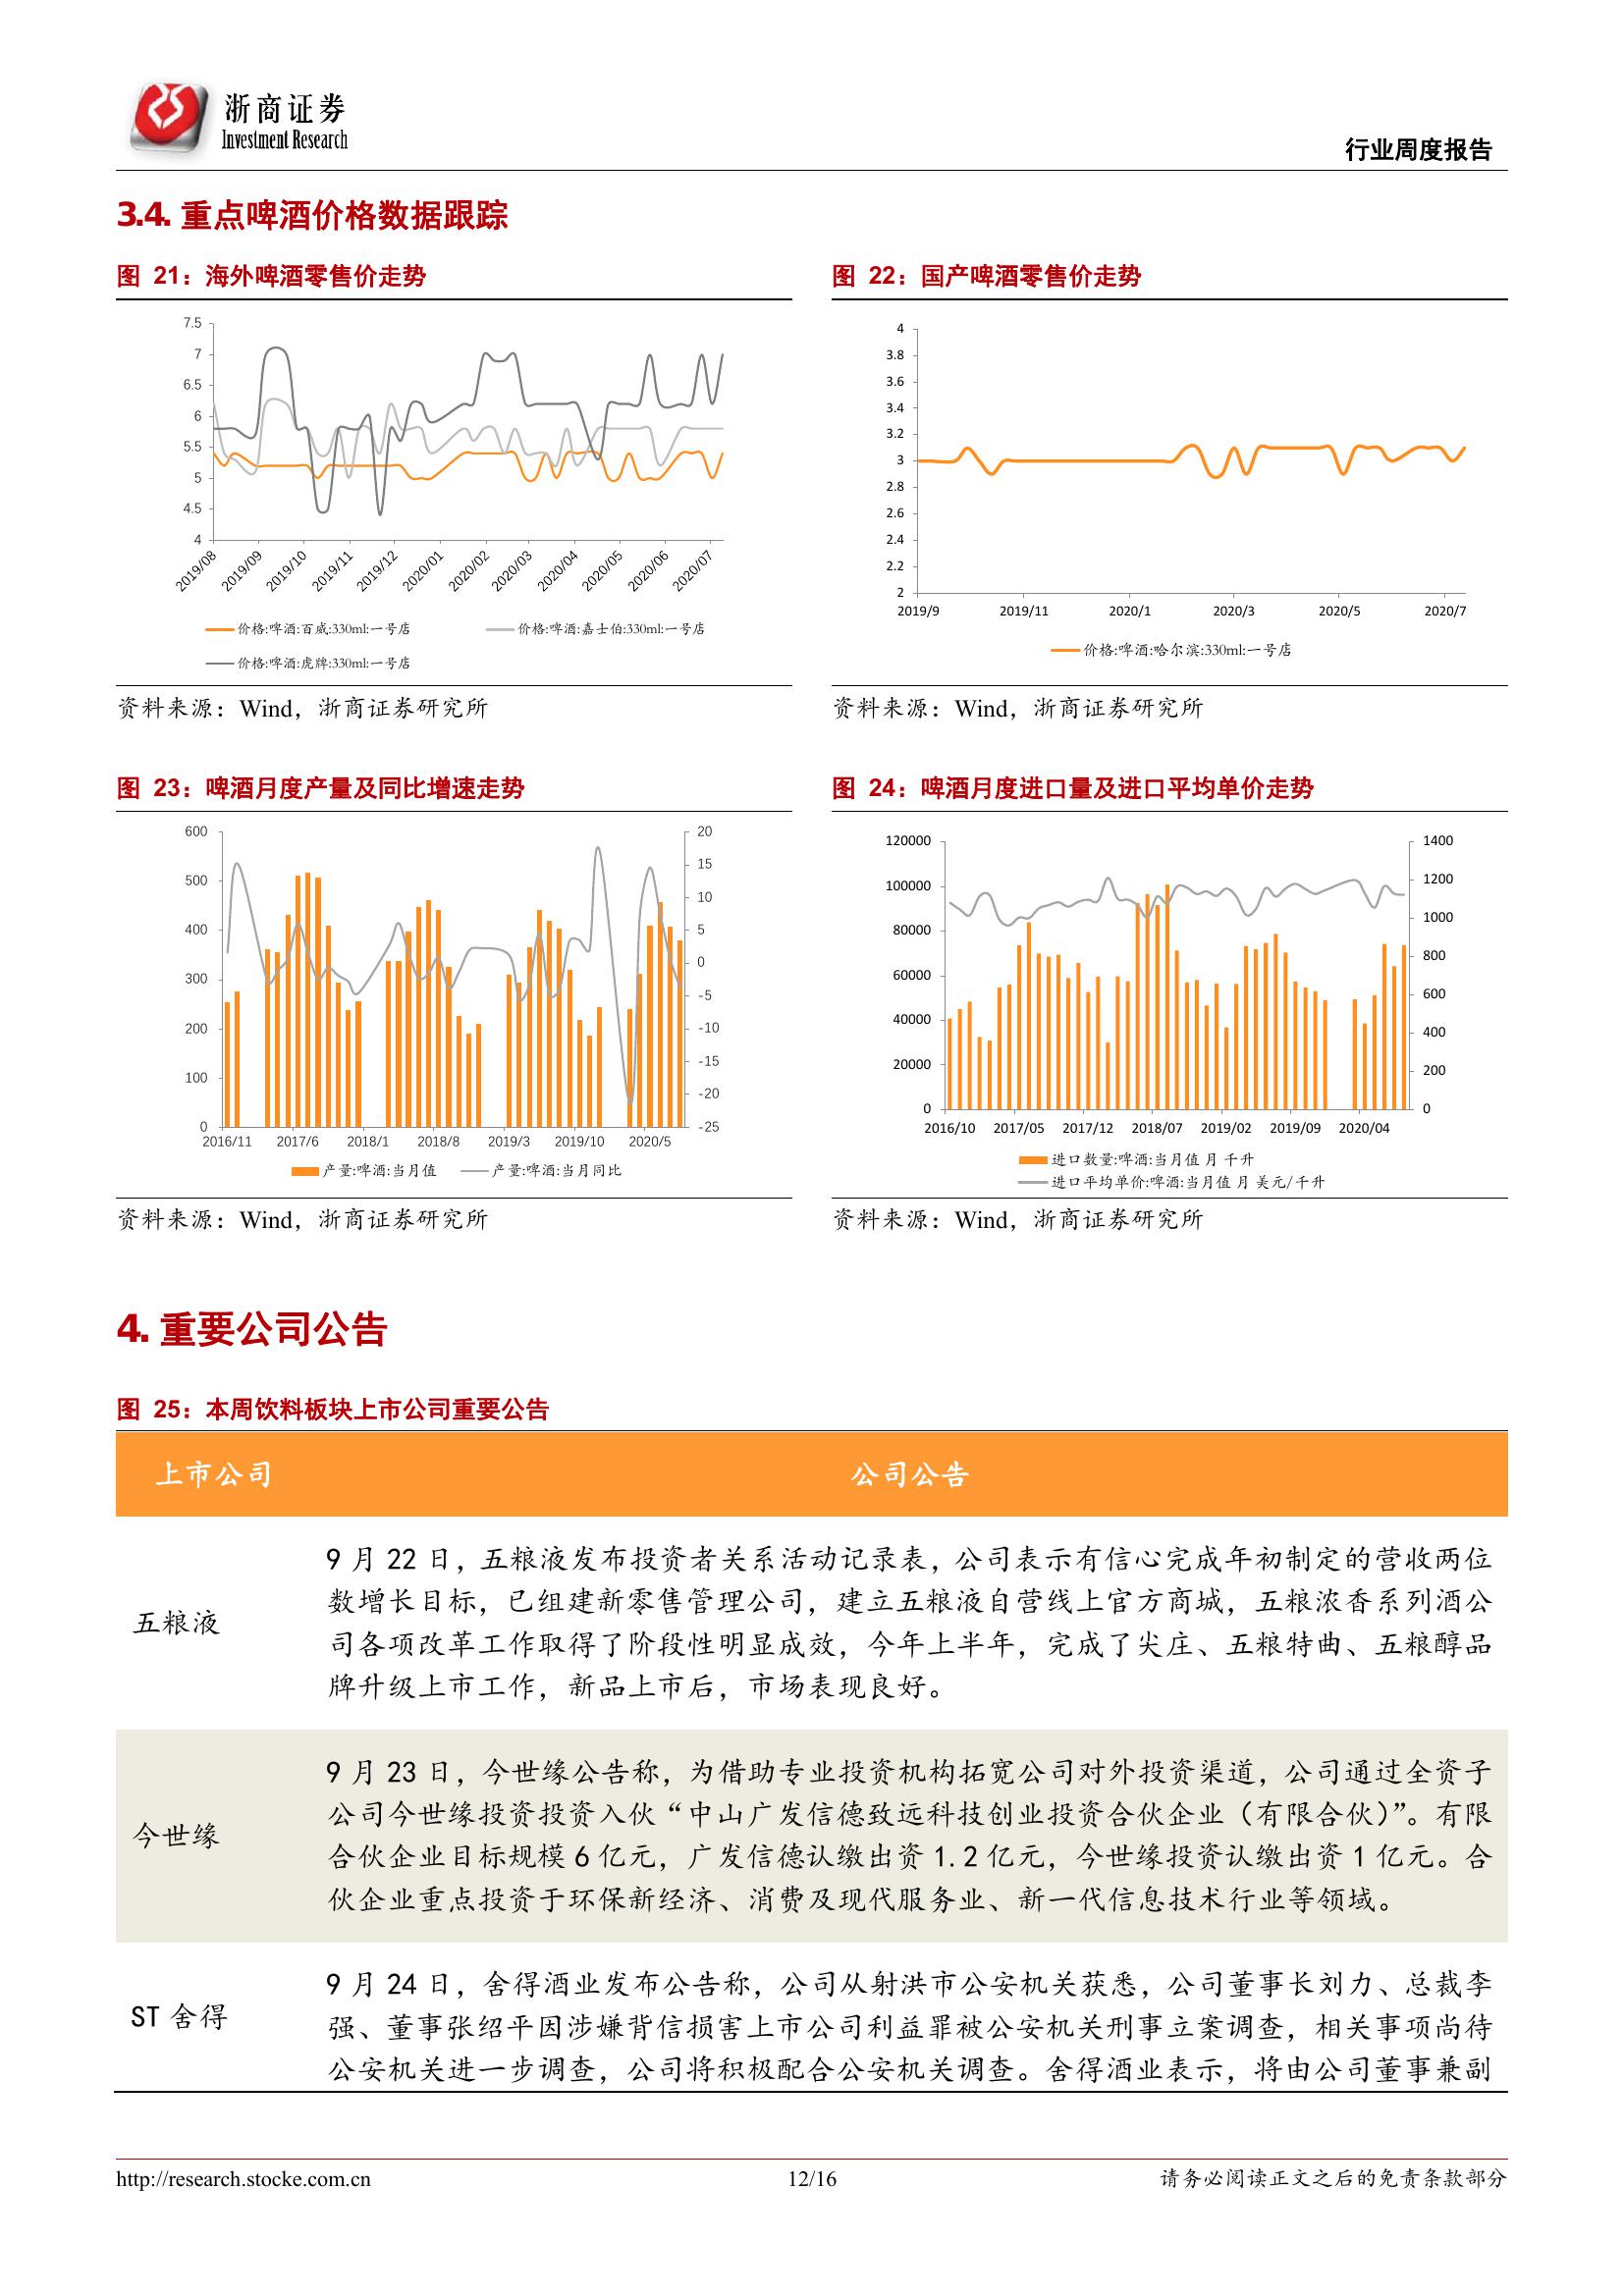 浙商证券
Investment Research
行业周度报告
3.4. 重点啤酒价格数据跟踪
图 21：海外啤酒零售价走势
7.5
7
6.5
6
5.5
5
4.5
4
2019/08 2019/09 2019/10 2019/11 2019/12 2020/01 2020/02 2020/03 2020/04 2020/05 2020/06 2020/07
价格:啤酒:百威:330ml:一号店 价格:啤酒:嘉士伯:330ml:一号店
价格:啤酒:虎牌:330ml:一号店
资料来源：Wind，浙商证券研究所
图 22：国产啤酒零售价走势
4
3.8
3.6
3.4
3.2
3
2.8
2.6
2.4
2.2
2
2019/9 2019/11 2020/1 2020/3 2020/5 2020/7
价格:啤酒:哈尔滨:330ml:一号店
资料来源：Wind，浙商证券研究所
图 23：啤酒月度产量及同比增速走势
600 20
500 15
400 10
300 5
200 0
100 -5
0 -10
-15
-20
-25
2016/11 2017/6 2018/1 2018/8 2019/3 2019/10 2020/5
产量:啤酒:当月值 产量:啤酒:当月同比
资料来源：Wind，浙商证券研究所
图 24：啤酒月度进口量及进口平均单价走势
120000 1400
100000 1200
80000 1000
60000 800
40000 600
20000 400
0 200
0
2016/10 2017/05 2017/12 2018/07 2019/02 2019/09 2020/04
进口数量:啤酒:当月值 月 千升
进口平均单价:啤酒:当月值 月 美元/千升
资料来源：Wind，浙商证券研究所
4. 重要公司公告
图 25：本周饮料板块上市公司重要公告
上市公司 公司公告
五粮液
9 月 22 日，五粮液发布投资者关系活动记录表，公司表示有信心完成年初制定的营收两位
数增长目标，已组建新零售管理公司，建立五粮液自营线上官方商城，五粮浓香系列酒公
司各项改革工作取得了阶段性明显成效，今年上半年，完成了尖庄、五粮特曲、五粮醇品
牌升级上市工作，新品上市后，市场表现良好。
今世缘
9 月 23 日，今世缘公告称，为借助专业投资机构拓宽公司对外投资渠道，公司通过全资子
公司今世缘投资投资入伙“中山广发信德致远科技创业投资合伙企业（有限合伙）”。有限
合伙企业目标规模 6 亿元，广发信德认缴出资 1.2 亿元，今世缘投资认缴出资 1 亿元。合
伙企业重点投资于环保新经济、消费及现代服务业、新一代信息技术行业等领域。
ST 舍得
9 月 24 日，舍得酒业发布公告称，公司从射洪市公安机关获悉，公司董事长刘力、总裁李
强、董事张绍平因涉嫌背信损害上市公司利益罪被公安机关刑事立案调查，相关事项尚待
公安机关进一步调查，公司将积极配合公安机关调查。舍得酒业表示，将由公司董事兼副
http://research.stocke.com.cn 12/16 请务必阅读正文之后的免责条款部分